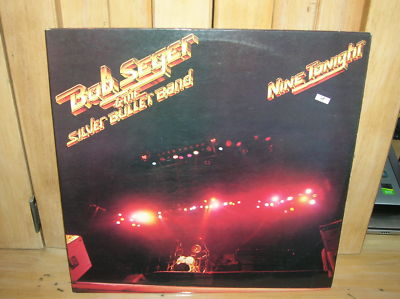 Bob Seger
& the
Silver Bullet Band
Nine Tonight